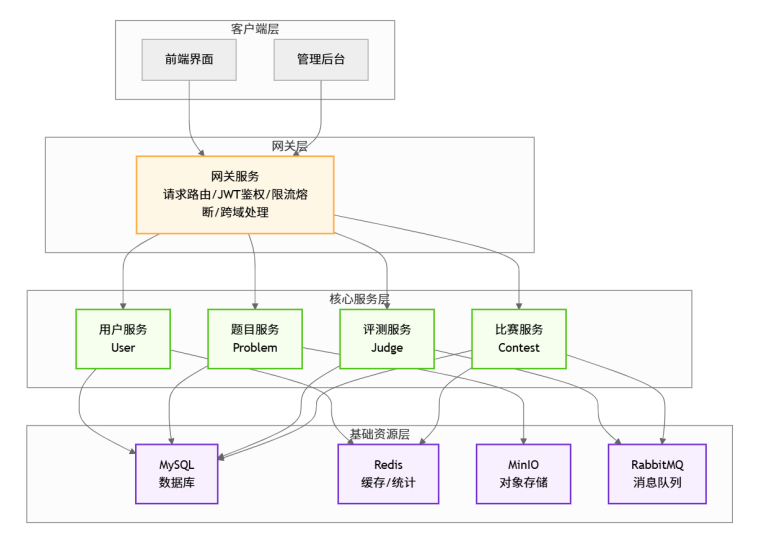 客户端层
前端界面
管理后台
网关层
网关服务
请求路由/JWT鉴权/限流熔
断/跨域处理
核心服务层
用户服务
User
题目服务
Problem
评测服务
Judge
比赛服务
Contest
基础资源层
MySQL
数据库
Redis
缓存/统计
MinIO
对象存储
RabbitMQ
消息队列